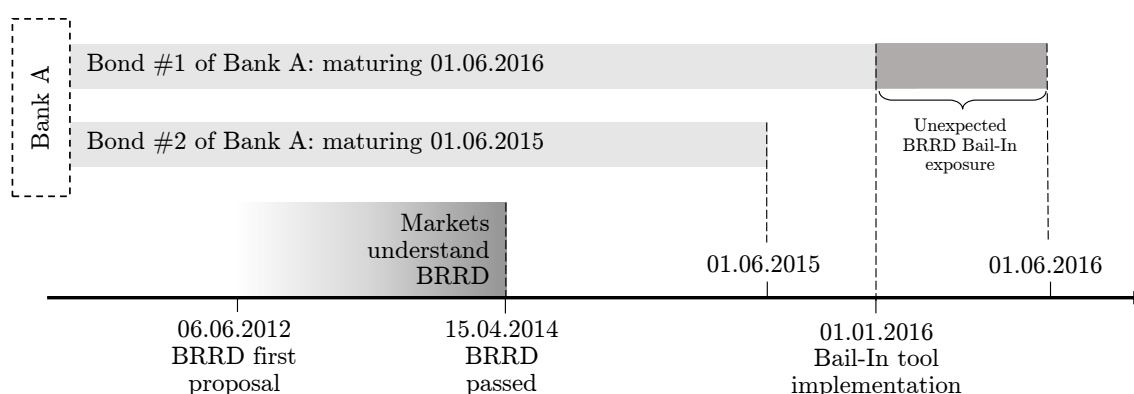 Bank A
Bond #1 of Bank A: maturing 01.06.2016
Unexpected
BRRD Bail-In
exposure
Bond #2 of Bank A: maturing 01.06.2015
Markets
understand
BRRD
01.06.2015
01.06.2016
06.06.2012
BRRD first
proposal
15.04.2014
BRRD
passed
01.01.2016
Bail-In tool
implementation